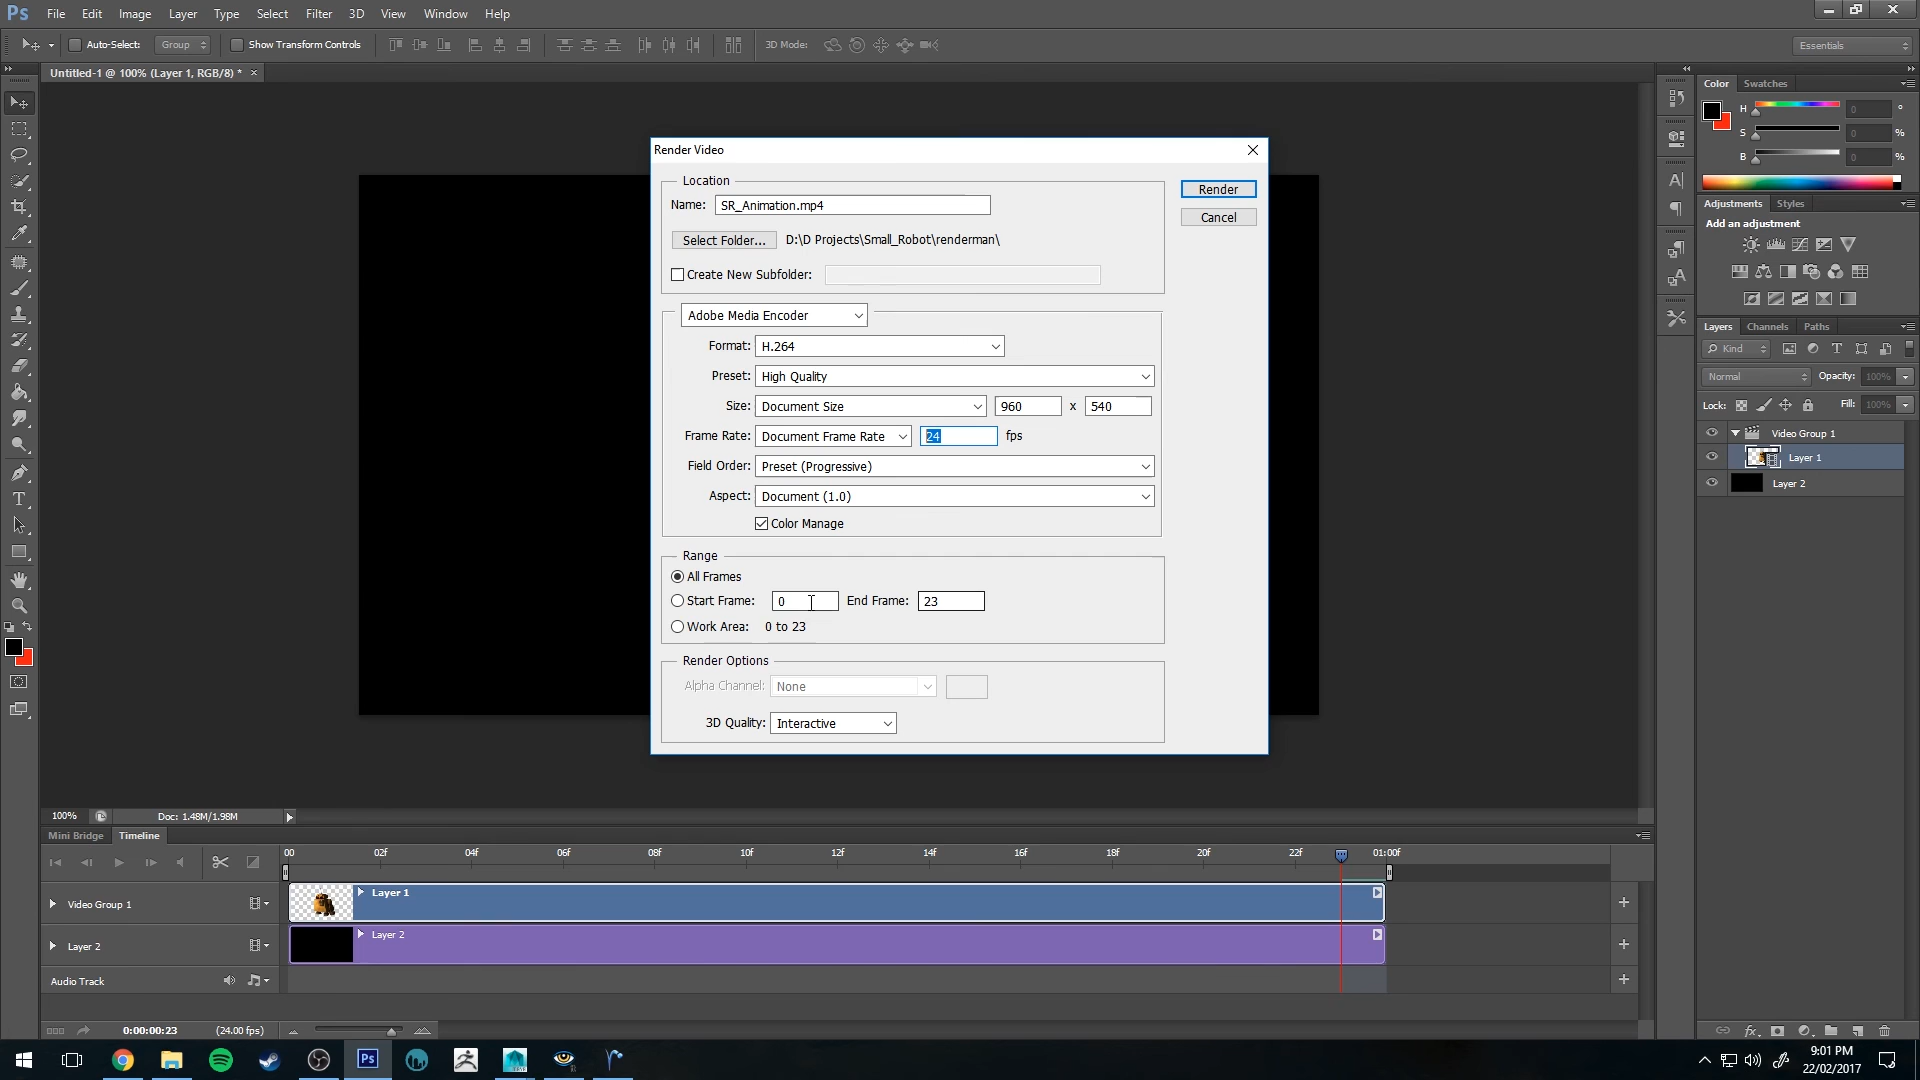 Ps File Edit Image Layer Type Select Filter 3D View Window Help
Auto-Select: Group Show Transform Controls 3D Mode: Essentials
Untitled-1 @ 100% (Layer 1, RGB/8) *
Render Video
Location
Name: SR_Animation.mp4
Select Folder... D:\D Projects\Small_Robot\renderman\
Create New Subfolder:
Render
Cancel
Adobe Media Encoder
Format: H.264
Preset: High Quality
Size: Document Size 960 x 540
Frame Rate: Document Frame Rate 24 fps
Field Order: Preset (Progressive)
Aspect: Document (1.0)
Color Manage
Range
All Frames
Start Frame: 0 End Frame: 23
Work Area: 0 to 23
Render Options
Alpha Channel: None
3D Quality: Interactive
Color Swatches
H 0 °
S 0 %
B 0 %
Adjustments Styles
Add an adjustment
Layers Channels Paths
Kind
Normal Opacity: 100%
Lock: Fill: 100%
Video Group 1
Layer 1
Layer 2
100% Doc: 1.48M/1.98M
Mini Bridge Timeline
00 02f 04f 06f 08f 10f 12f 14f 16f 18f 20f 22f 01:00f
Video Group 1 Layer 1
Layer 2 Layer 2
Audio Track
0:00:00:23 (24.00 fps)
Ps
9:01 PM
22/02/2017